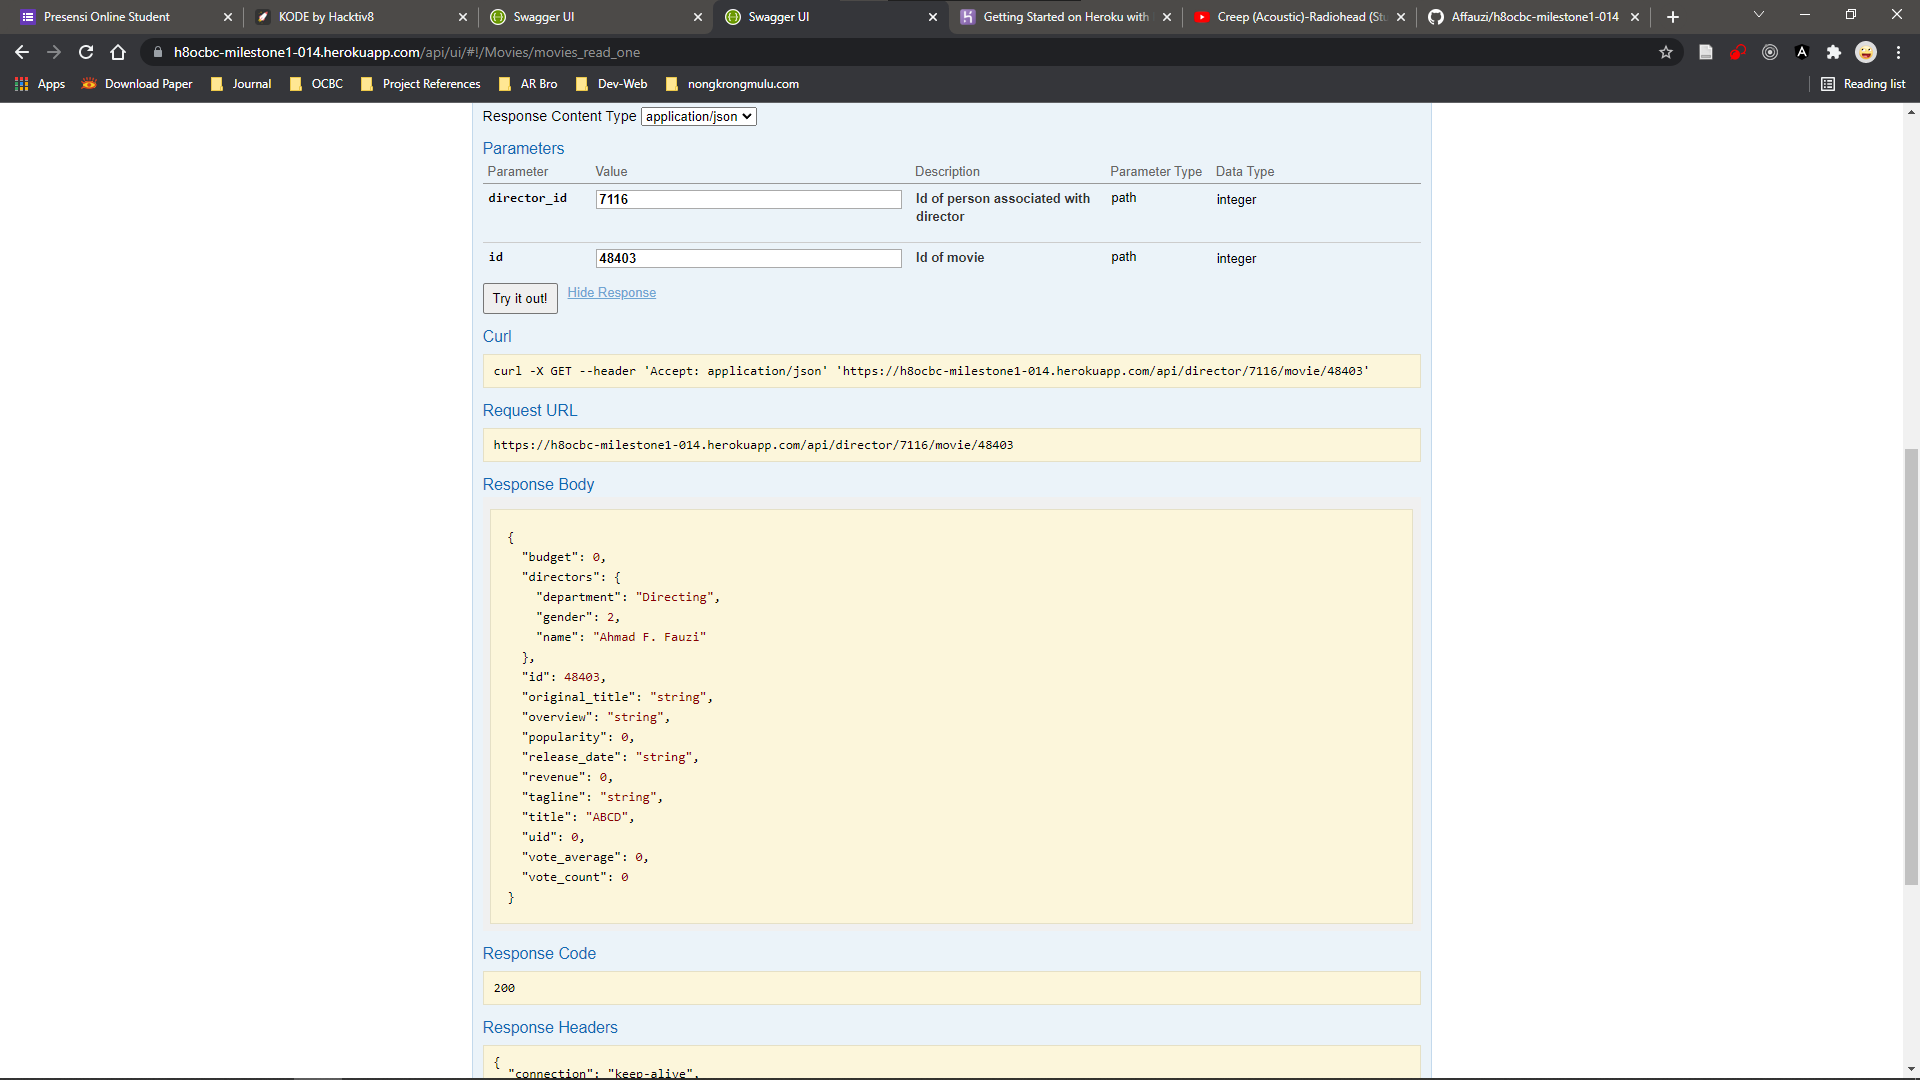 Presensi Online Student
KODE by Hacktiv8
Swagger UI
Swagger UI
Getting Started on Heroku with
Creep (Acoustic)-Radiohead (Stu
Affauzi/h8ocbc-milestone1-014
h8ocbc-milestone1-014.herokuapp.com/api/ui/#!/Movies/movies_read_one
Apps
Download Paper
Journal
OCBC
Project References
AR Bro
Dev-Web
nongkrongmulu.com
Reading list
Response Content Type application/json
Parameters
Parameter Value Description Parameter Type Data Type
director_id 7116 Id of person associated with director path integer
id 48403 Id of movie path integer
Try it out! Hide Response
Curl
curl -X GET --header 'Accept: application/json' 'https://h8ocbc-milestone1-014.herokuapp.com/api/director/7116/movie/48403'
Request URL
https://h8ocbc-milestone1-014.herokuapp.com/api/director/7116/movie/48403
Response Body
{
"budget": 0,
"directors": {
"department": "Directing",
"gender": 2,
"name": "Ahmad F. Fauzi"
},
"id": 48403,
"original_title": "string",
"overview": "string",
"popularity": 0,
"release_date": "string",
"revenue": 0,
"tagline": "string",
"title": "ABCD",
"uid": 0,
"vote_average": 0,
"vote_count": 0
}
Response Code
200
Response Headers
{
"connection": "keep-alive",